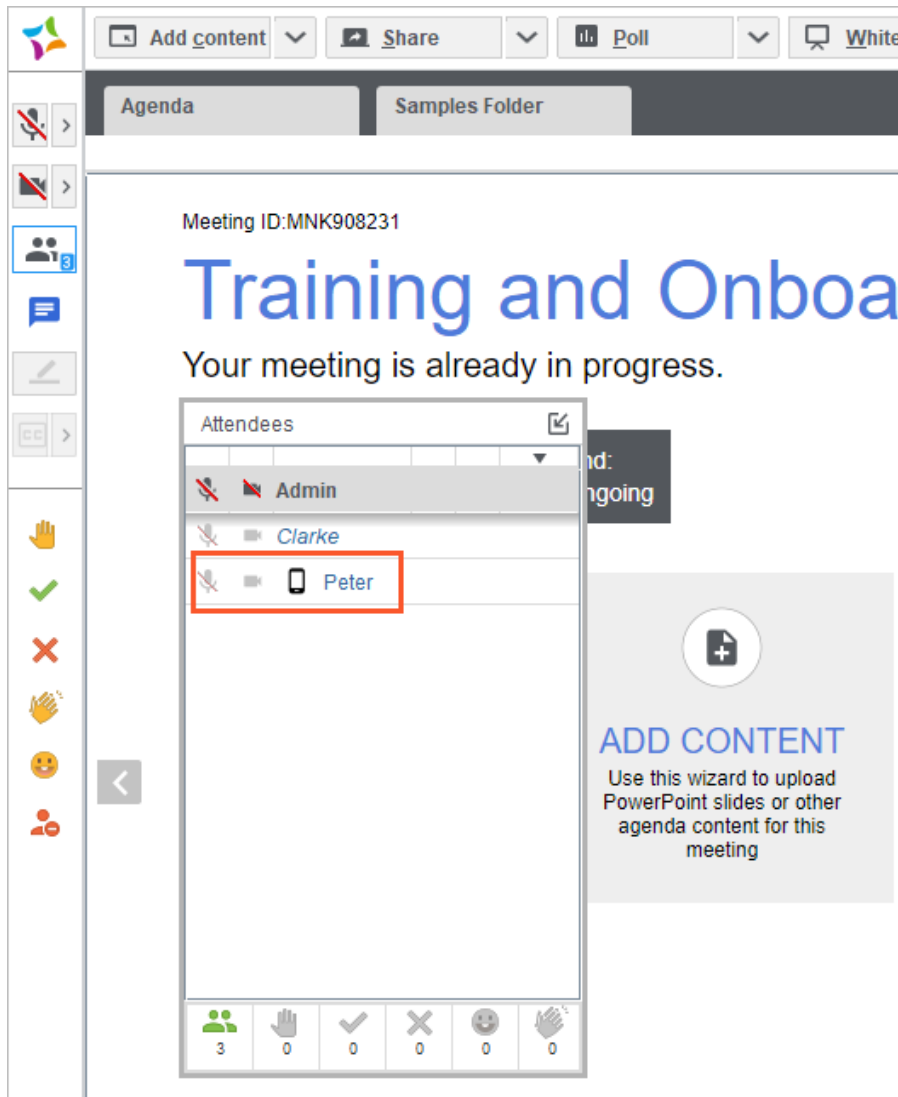 Add content
Share
Poll
White
Agenda
Samples Folder
Meeting ID:MNK908231
Training and Onboa
Your meeting is already in progress.
3
Attendees
nd:
ngoing
Admin
Clarke
Peter
CC
ADD CONTENT
Use this wizard to upload
PowerPoint slides or other
agenda content for this
meeting
3
0
0
0
0
0